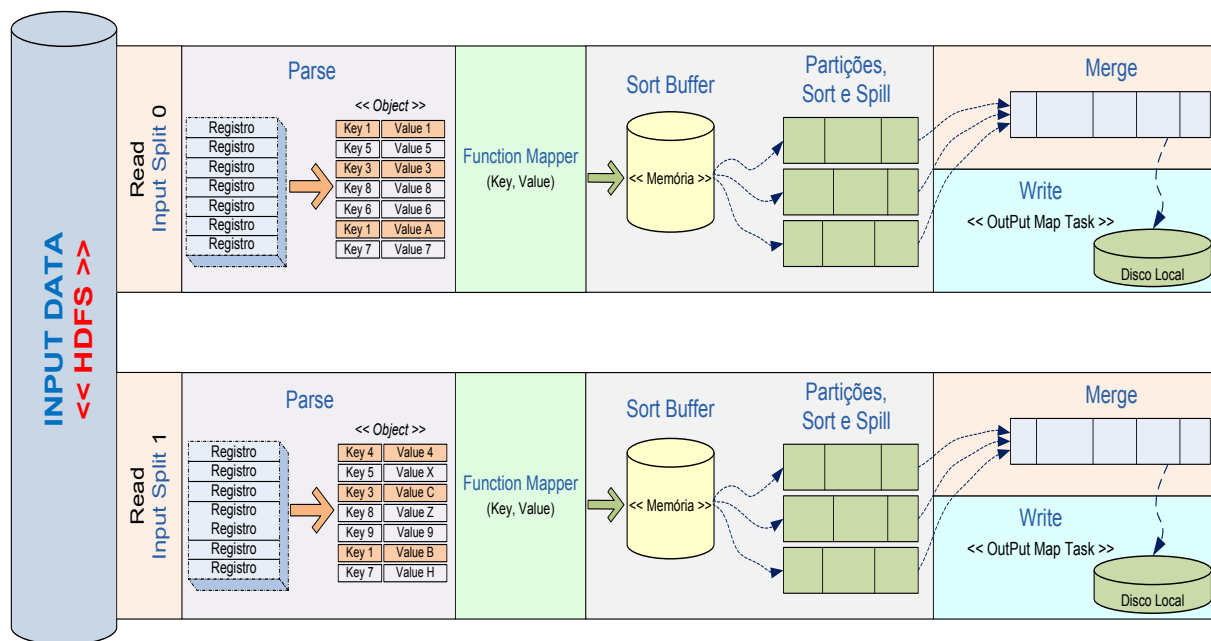 INPUT DATA
<< HDFS >>
Read
Input Split 0
Parse
Registro
Registro
Registro
Registro
Registro
Registro
Registro
<< Object >>
Key 1 Value 1
Key 5 Value 5
Key 3 Value 3
Key 8 Value 8
Key 6 Value 6
Key 1 Value A
Key 7 Value 7
Function Mapper
(Key, Value)
Sort Buffer
<< Memória >>
Partições,
Sort e Spill
Merge
Write
<< OutPut Map Task >>
Disco Local
Read
Input Split 1
Parse
Registro
Registro
Registro
Registro
Registro
Registro
Registro
<< Object >>
Key 4 Value 4
Key 5 Value X
Key 3 Value C
Key 8 Value Z
Key 9 Value 9
Key 1 Value B
Key 7 Value H
Function Mapper
(Key, Value)
Sort Buffer
<< Memória >>
Partições,
Sort e Spill
Merge
Write
<< OutPut Map Task >>
Disco Local